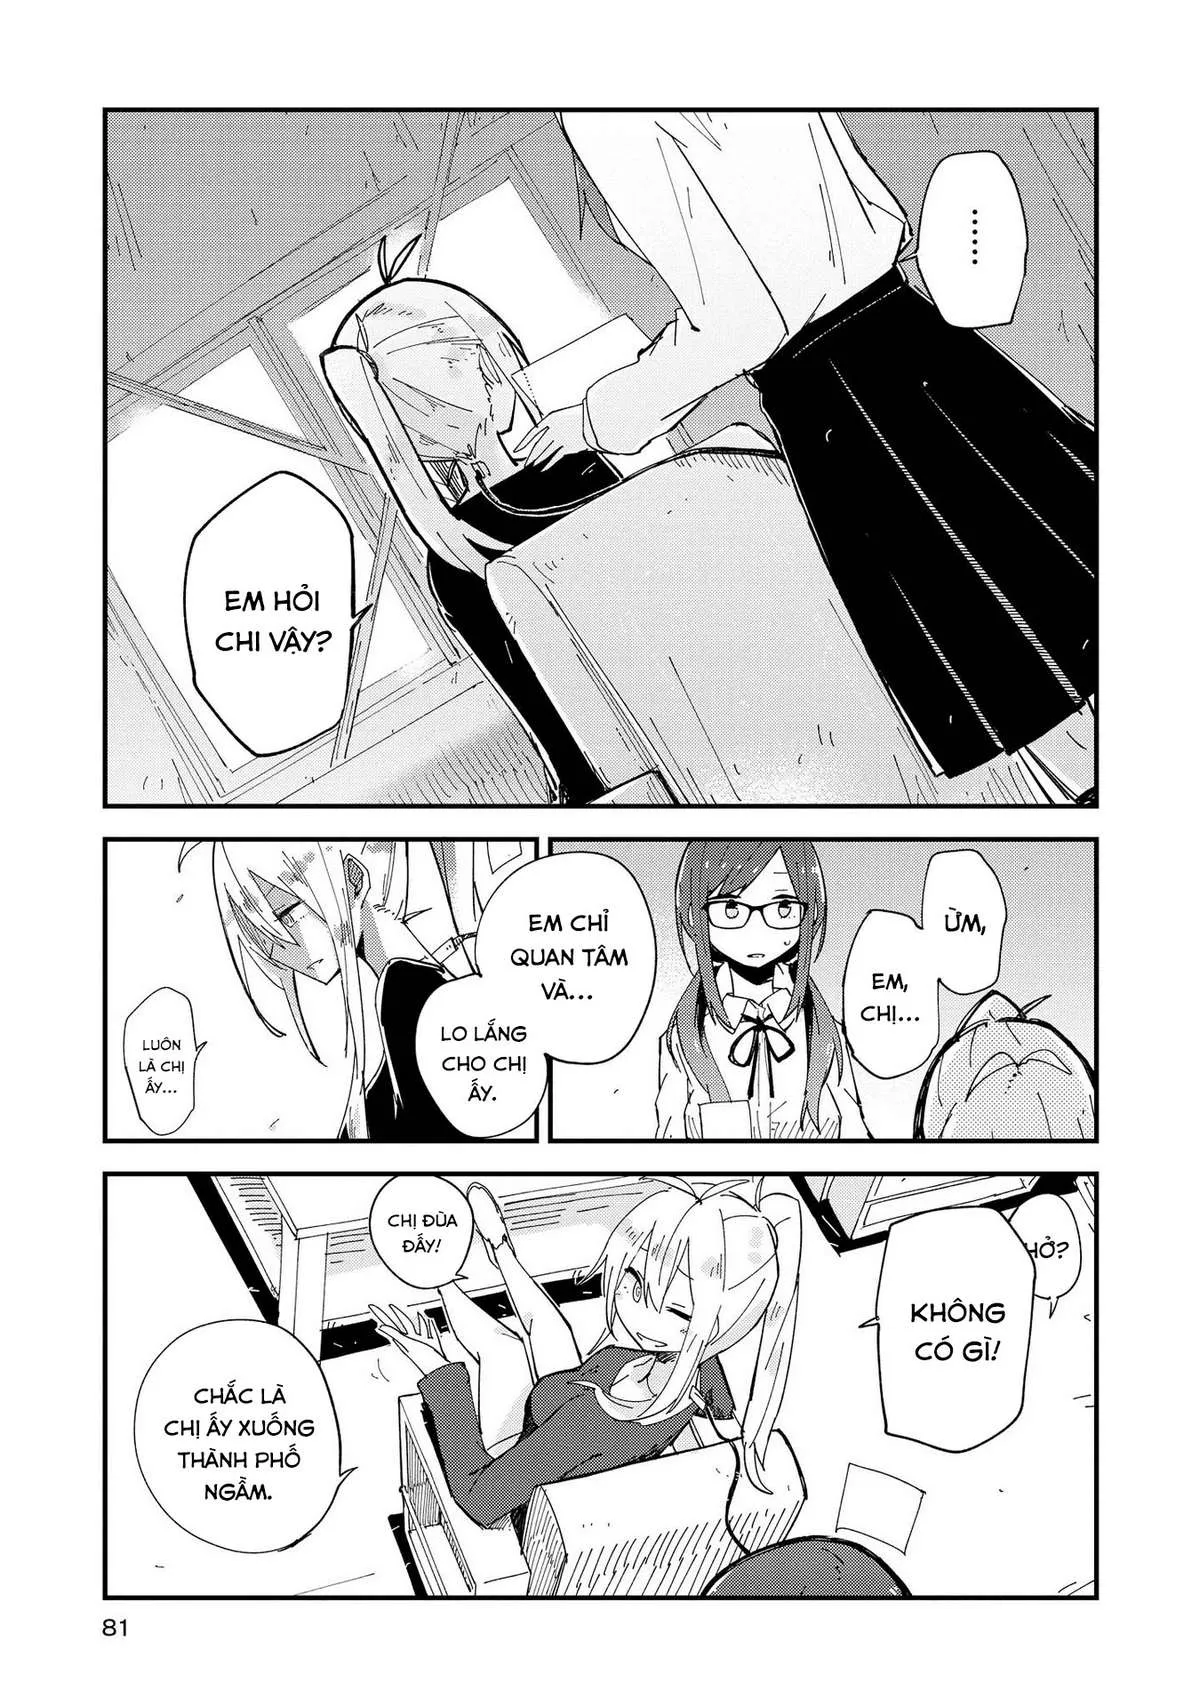 ......
EM HỎI
CHI VẬY?
ỪM,
EM,
CHỊ...
EM CHỈ
QUAN TÂM
VÀ...
LO LẮNG
CHO CHỊ
ẤY.
LUÔN
LÀ CHỊ
ẤY...
HỞ?
KHÔNG
CÓ GÌ!
CHỊ ĐÙA
ĐẤY!
CHẮC LÀ
CHỊ ẤY XUỐNG
THÀNH PHỐ
NGẦM.
81